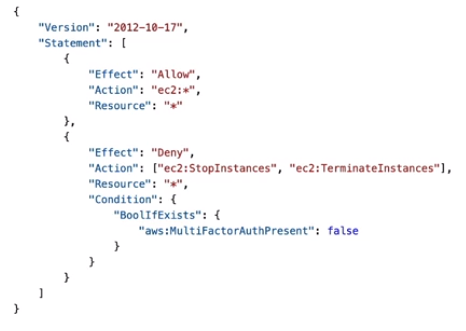 {
"Version": "2012-10-17",
"Statement": [
{
"Effect": "Allow",
"Action": "ec2:*",
"Resource": "*"
},
{
"Effect": "Deny",
"Action": ["ec2:StopInstances", "ec2:TerminateInstances"],
"Resource": "*",
"Condition": {
"BoolIfExists": {
"aws:MultiFactorAuthPresent": false
}
}
}
]
}